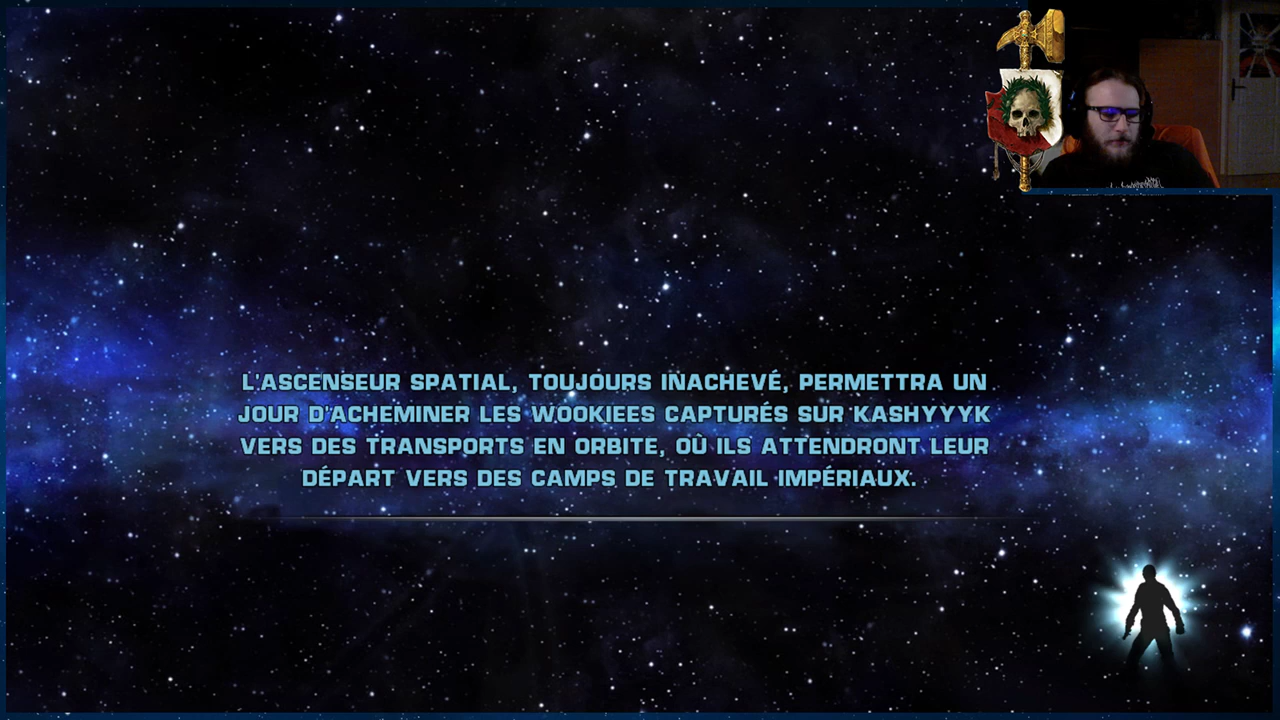 L'ASCENSEUR SPATIAL, TOUJOURS INACHEVÉ, PERMETTRA UN
JOUR D'ACHEMINER LES WOOKIEES CAPTURÉS SUR KASHYYYK
VERS DES TRANSPORTS EN ORBITE, OÙ ILS ATTENDRONT LEUR
DÉPART VERS DES CAMPS DE TRAVAIL IMPÉRIAUX.